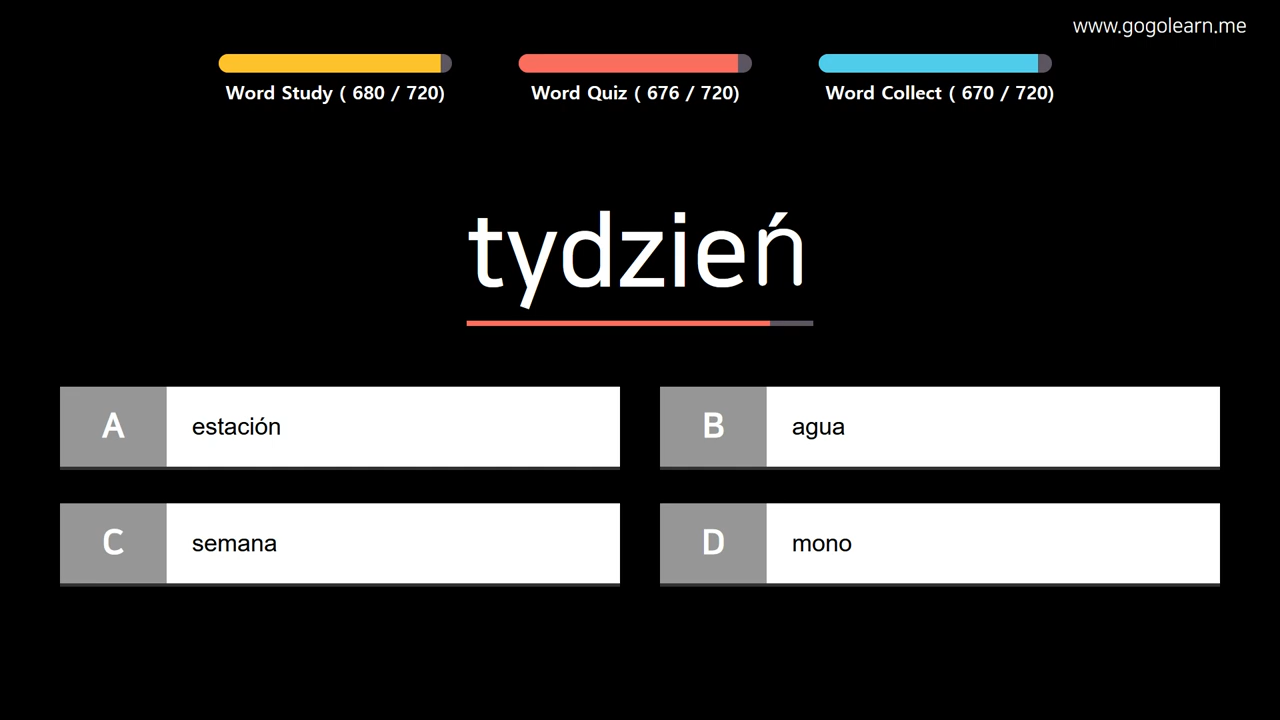 www.gogolearn.me
Word Study ( 680 / 720)
Word Quiz ( 676 / 720)
Word Collect ( 670 / 720)
tydzień
A estación
B agua
C semana
D mono